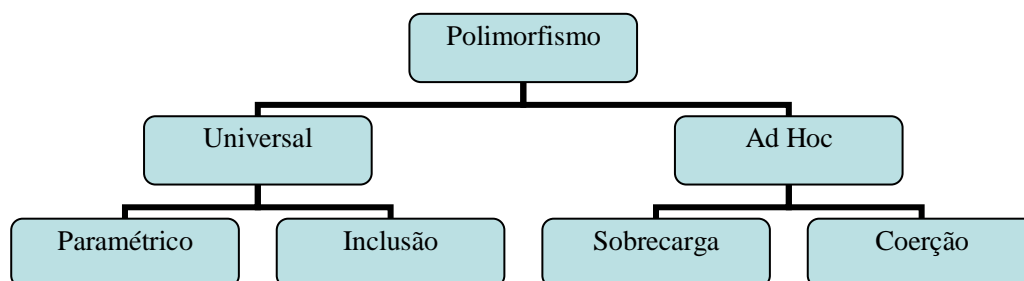 Polimorfismo
Universal
Ad Hoc
Paramétrico
Inclusão
Sobrecarga
Coerção